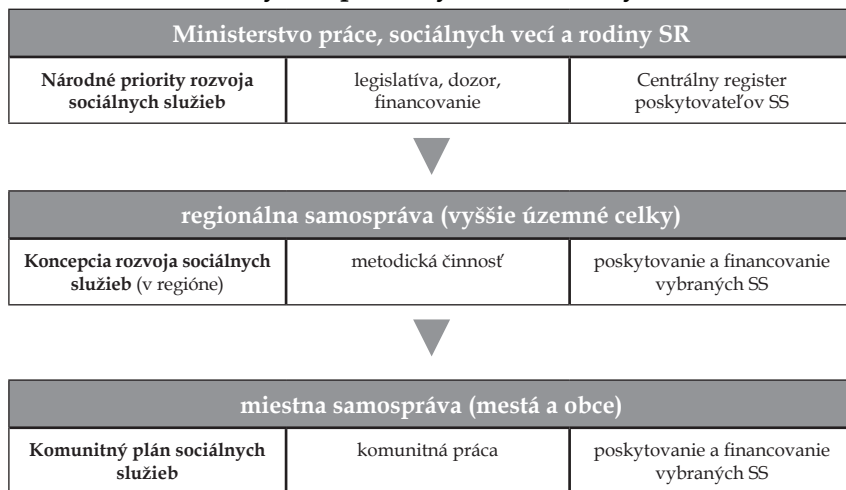 Ministerstvo práce, sociálnych vecí a rodiny SR
Národné priority rozvoja
sociálnych služieb
legislatíva, dozor,
financovanie
Centrálny register
poskytovateľov SS
regionálna samospráva (vyššie územné celky)
Koncepcia rozvoja sociálnych
služieb (v regióne)
metodická činnosť
poskytovanie a financovanie
vybraných SS
miestna samospráva (mestá a obce)
Komunitný plán sociálnych
služieb
komunitná práca
poskytovanie a financovanie
vybraných SS